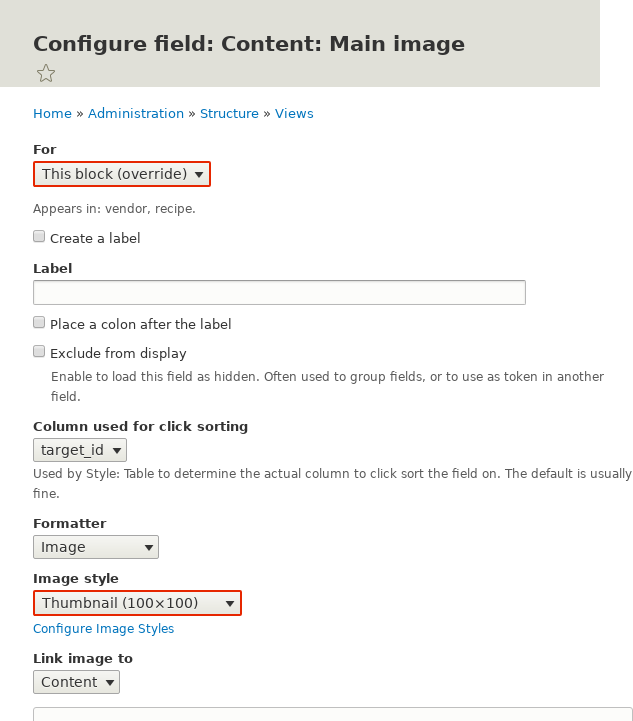 Configure field: Content: Main image
Home » Administration » Structure » Views
For
This block (override)
Appears in: vendor, recipe.
Create a label
Label
Place a colon after the label
Exclude from display
Enable to load this field as hidden. Often used to group fields, or to use as token in another
field.
Column used for click sorting
target_id
Used by Style: Table to determine the actual column to click sort the field on. The default is usually
fine.
Formatter
Image
Image style
Thumbnail (100×100)
Configure Image Styles
Link image to
Content